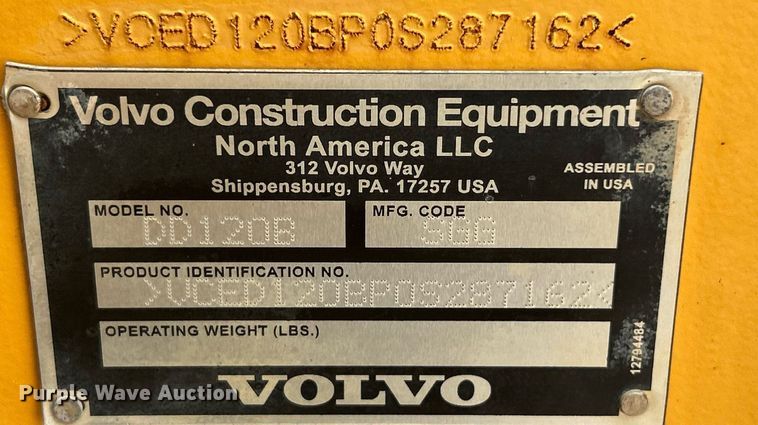 >VCED120BP0S287162<
Volvo Construction Equipment
North America LLC
312 Volvo Way
Shippensburg, PA. 17257 USA
ASSEMBLED
IN USA
MODEL NO.
DD120B
MFG. CODE
SGB
PRODUCT IDENTIFICATION NO.
>VCED120BP0S287162<
OPERATING WEIGHT (LBS.)
12794484
VOLVO
Purple Wave Auction